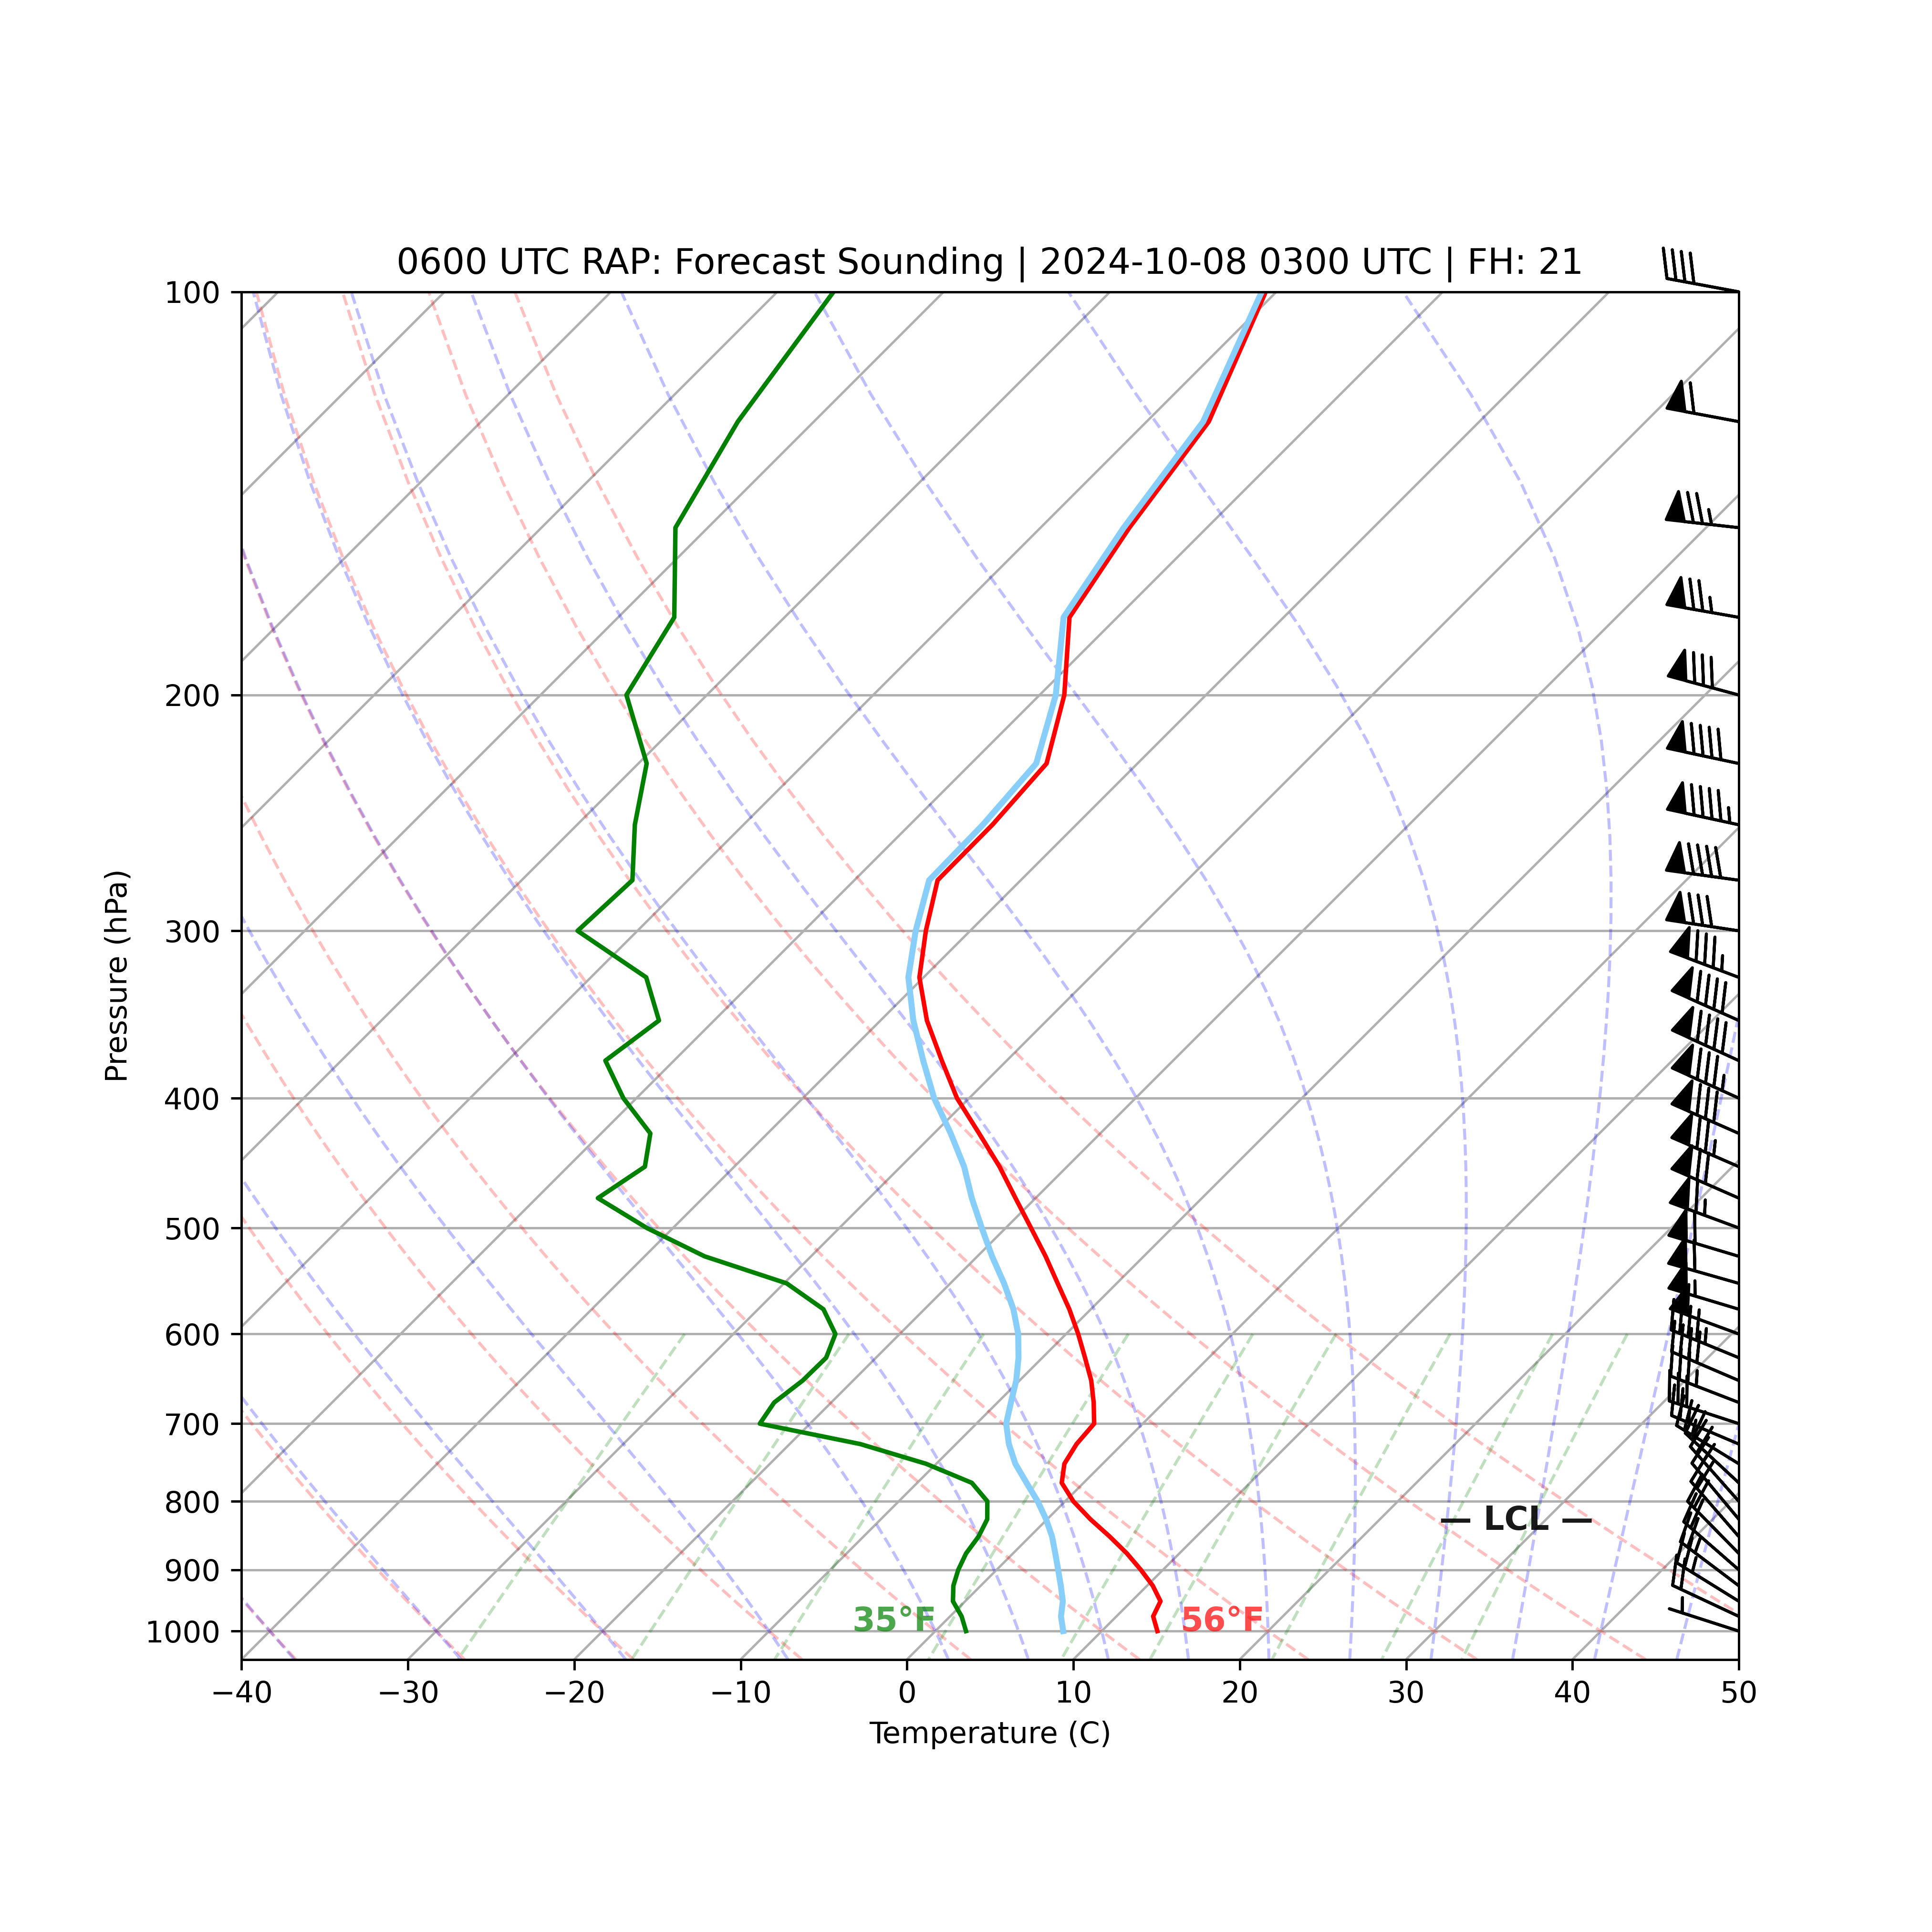 0600 UTC RAP: Forecast Sounding | 2024-10-08 0300 UTC | FH: 21
100
200
300
400
500
600
700
800
900
1000
Pressure (hPa)
— LCL —
35°F
56°F
−40 −30 −20 −10 0 10 20 30 40 50
Temperature (C)